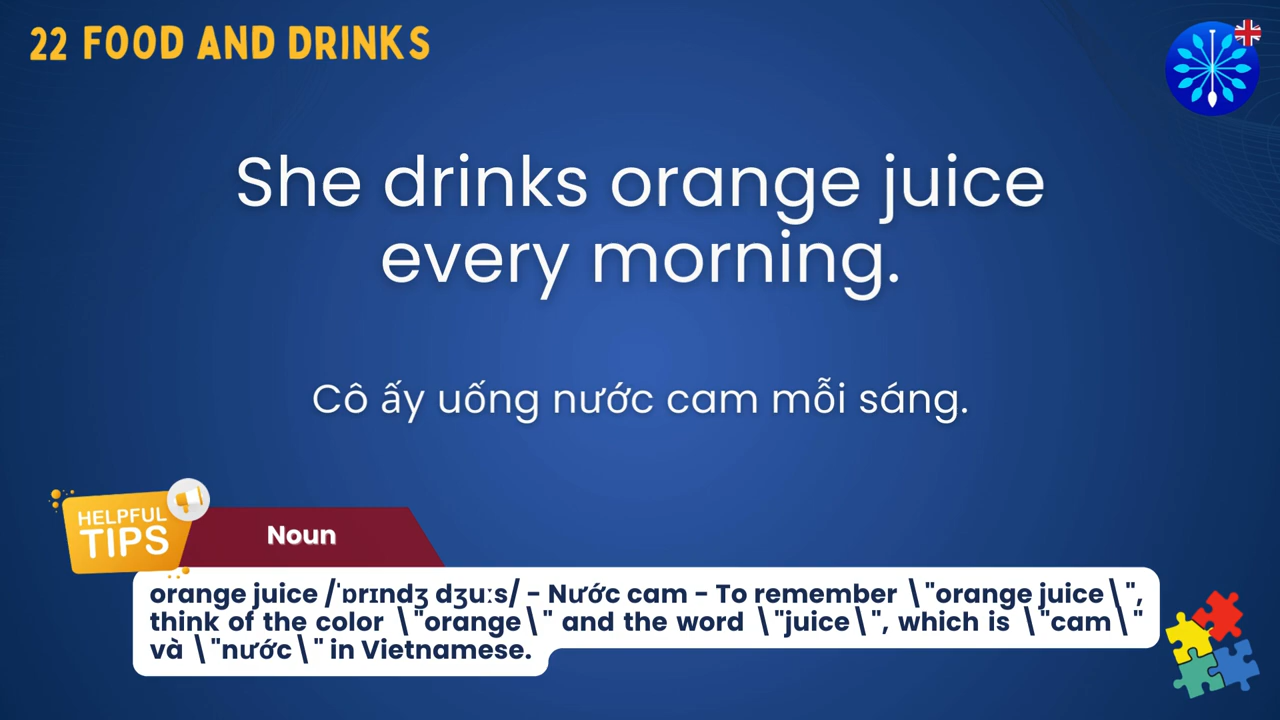 22 FOOD AND DRINKS
She drinks orange juice
every morning.
Cô ấy uống nước cam mỗi sáng.
HELPFUL
TIPS
Noun
orange juice /ˈɒrɪndʒ dʒuːs/ - Nước cam - To remember \"orange juice\",
think of the color \"orange\" and the word \"juice\", which is \"cam\"
và \"nước\" in Vietnamese.